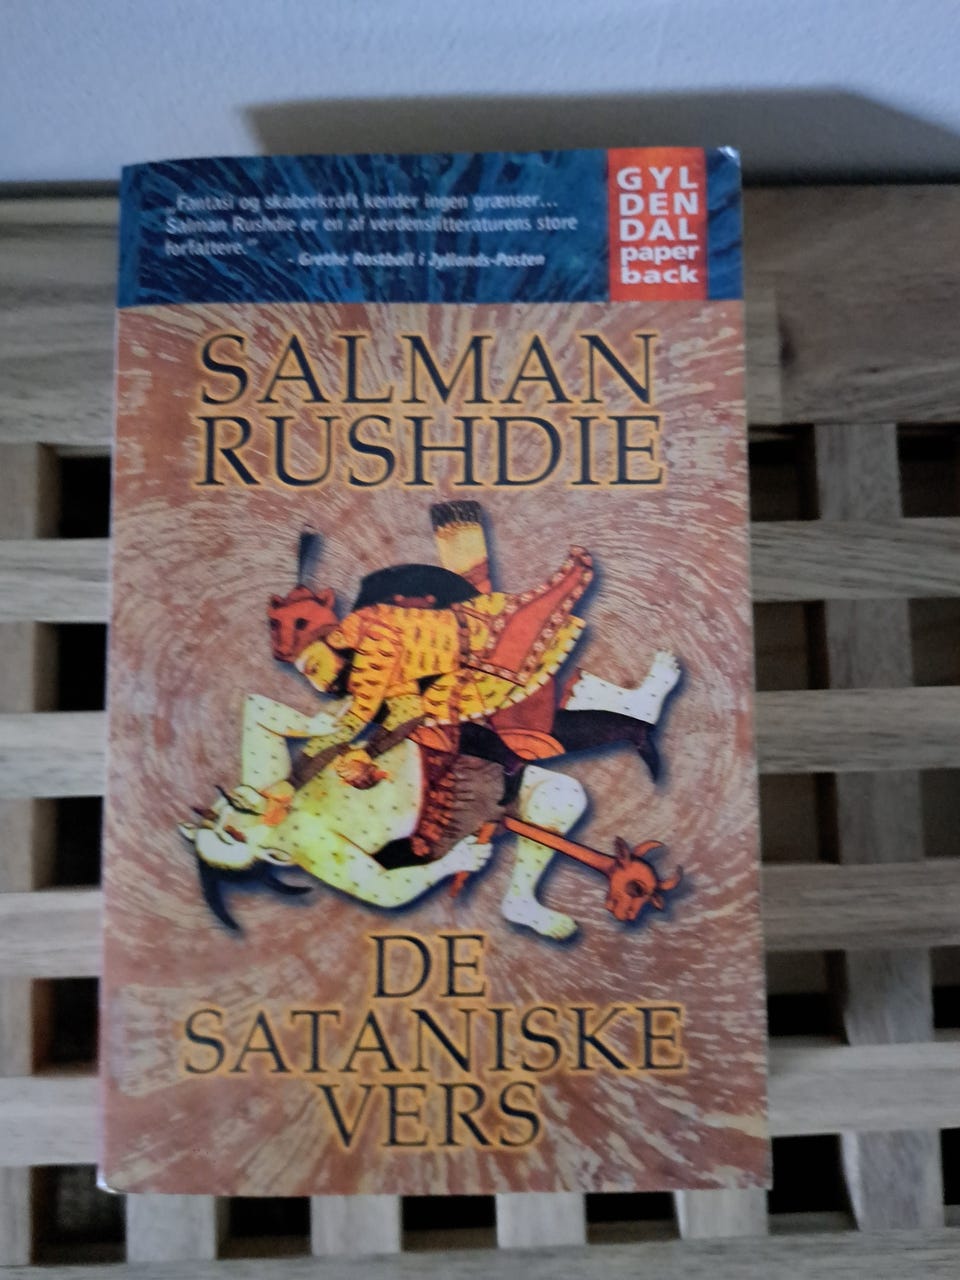 „Fantasi og skaberkraft kender ingen grænser...
Salman Rushdie er en af verdenslitteraturens store
forfattere."
- Grethe Rostbøll i Jyllands-Posten
GYL
DEN
DAL
paper
back
SALMAN
RUSHDIE
DE
SATANISKE
VERS